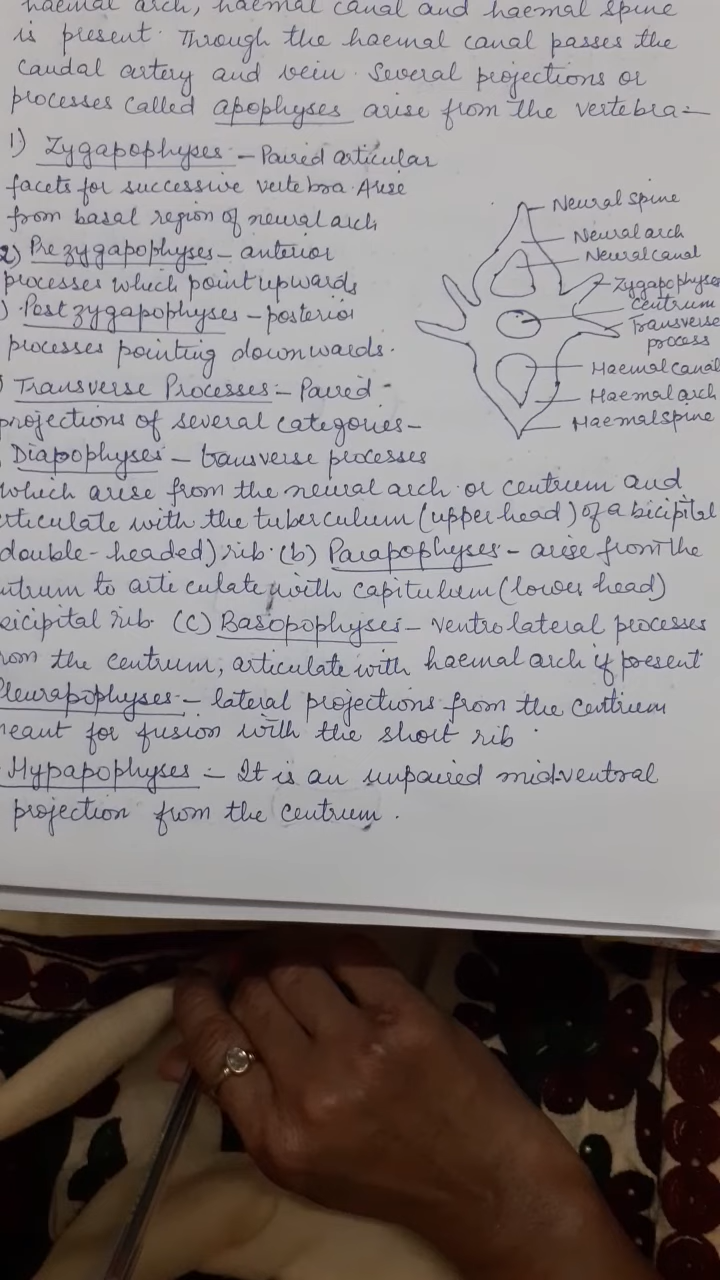 haemal arch, haemal canal and haemal spine
is present. Through the haemal canal passes the
caudal artery and vein. Several projections or
processes called apophyses arise from the vertebra—
1) Zygapophyses – Paired articular
facets for successive vertebra. Arise
from basal region of neural arch
2) Prezygapophyses – anterior
processes which point upwards
) Post zygapophyses – posterior
processes pointing downwards.
) Transverse Processes – Paired
projections of several categories –
Diapophyses – transverse processes
which arise from the neural arch or centrum and
rticulate with the tuberculum (upper head) of a bicipital
double-headed) rib. (b) Parapophyses – arise from the
ntrum to articulate with capitulum (lower head)
bicipital rib. (C) Basopophyses – ventrolateral processes
rom the centrum, articulate with haemal arch if present
Pleurapophyses – lateral projections from the centrum
meant for fusion with the short rib.
Hypapophyses – It is an unpaired mid-ventral
projection from the centrum.
Neural spine
Neural arch
Neural canal
Zygapophyses
Centrum
Transverse
process
Haemal canal
Haemal arch
Haemal spine